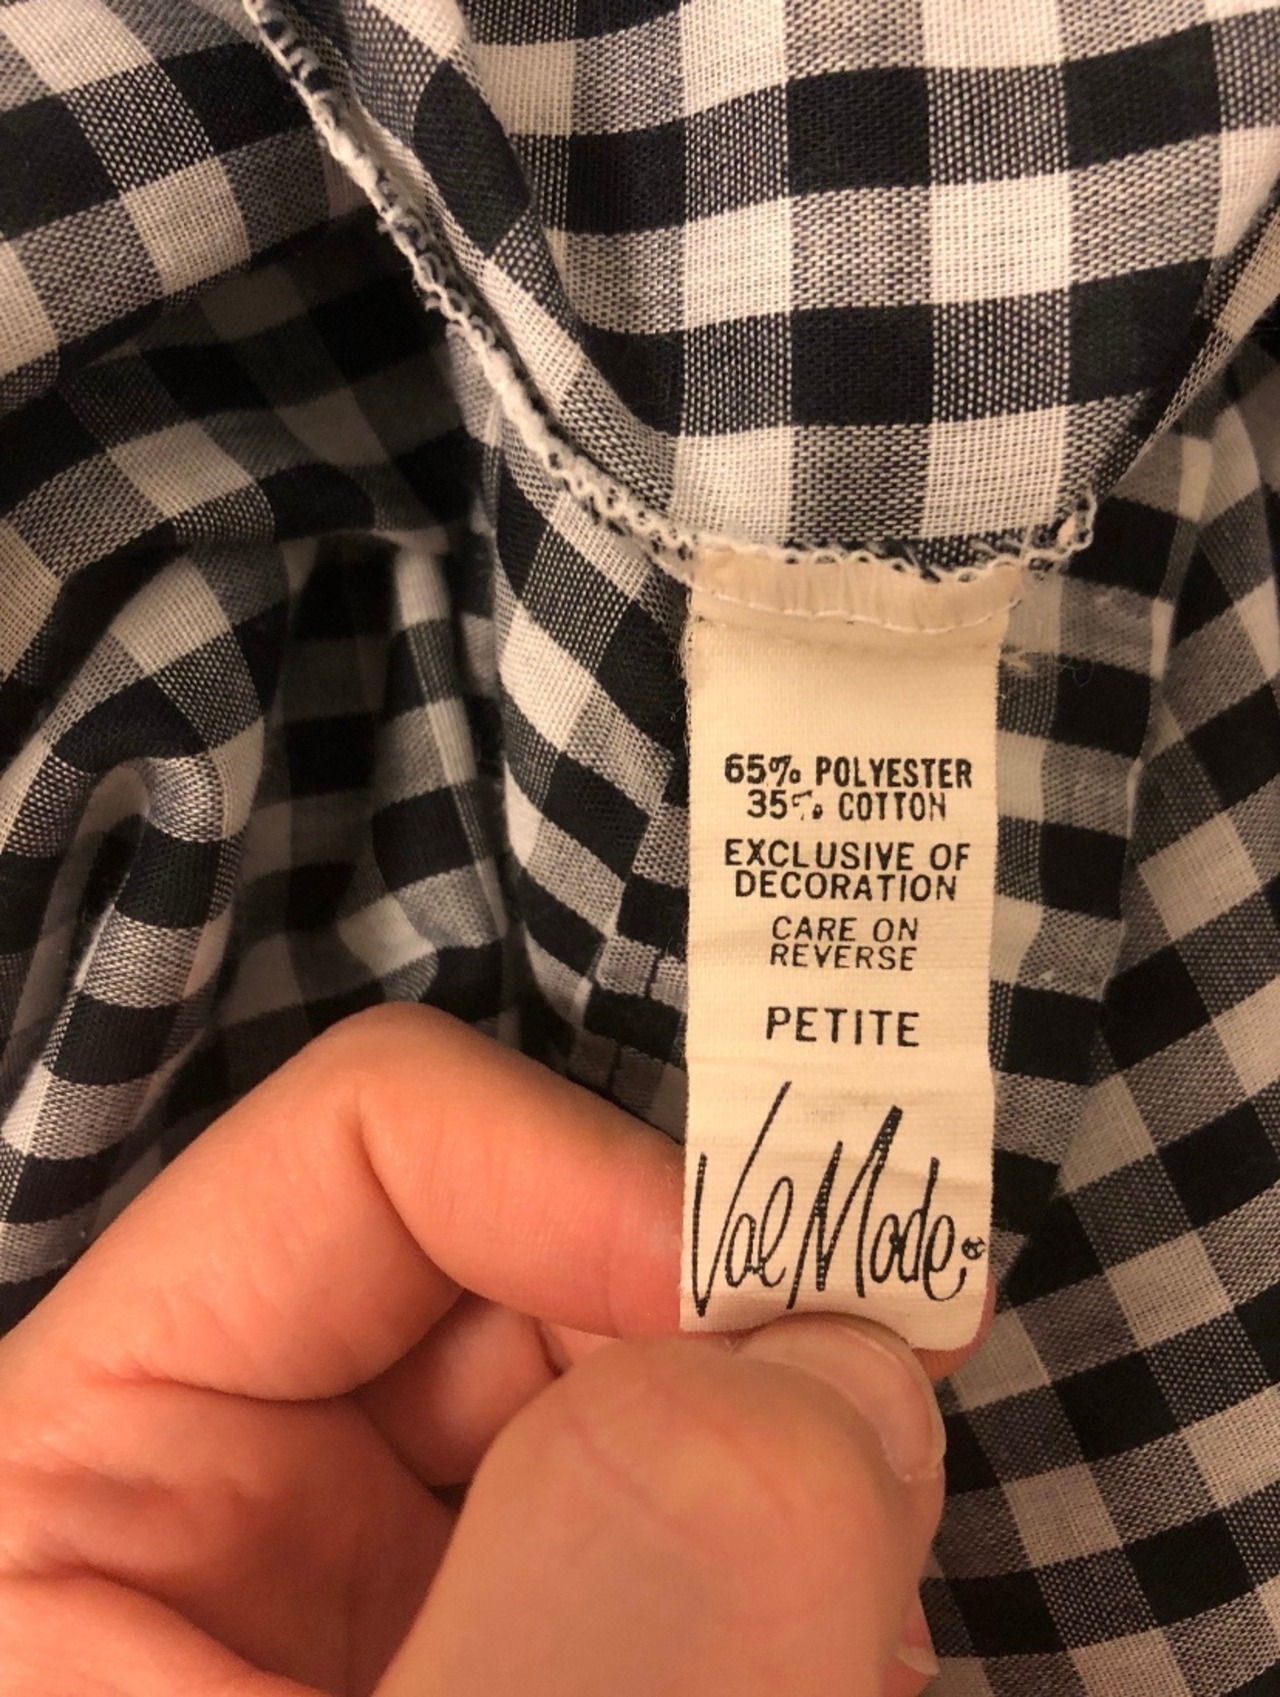 65% POLYESTER
35% COTTON
EXCLUSIVE OF
DECORATION
CARE ON
REVERSE
PETITE
Val Mode.®